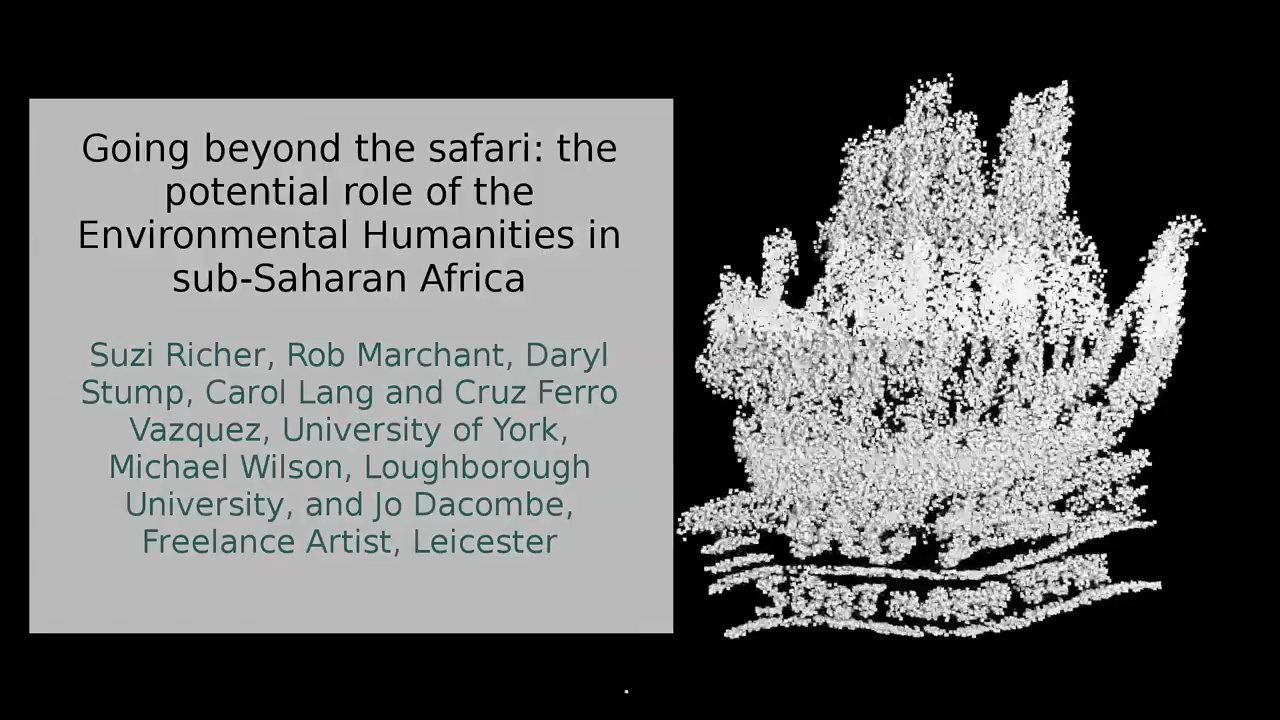 Going beyond the safari: the
potential role of the
Environmental Humanities in
sub-Saharan Africa
Suzi Richer, Rob Marchant, Daryl
Stump, Carol Lang and Cruz Ferro
Vazquez, University of York,
Michael Wilson, Loughborough
University, and Jo Dacombe,
Freelance Artist, Leicester